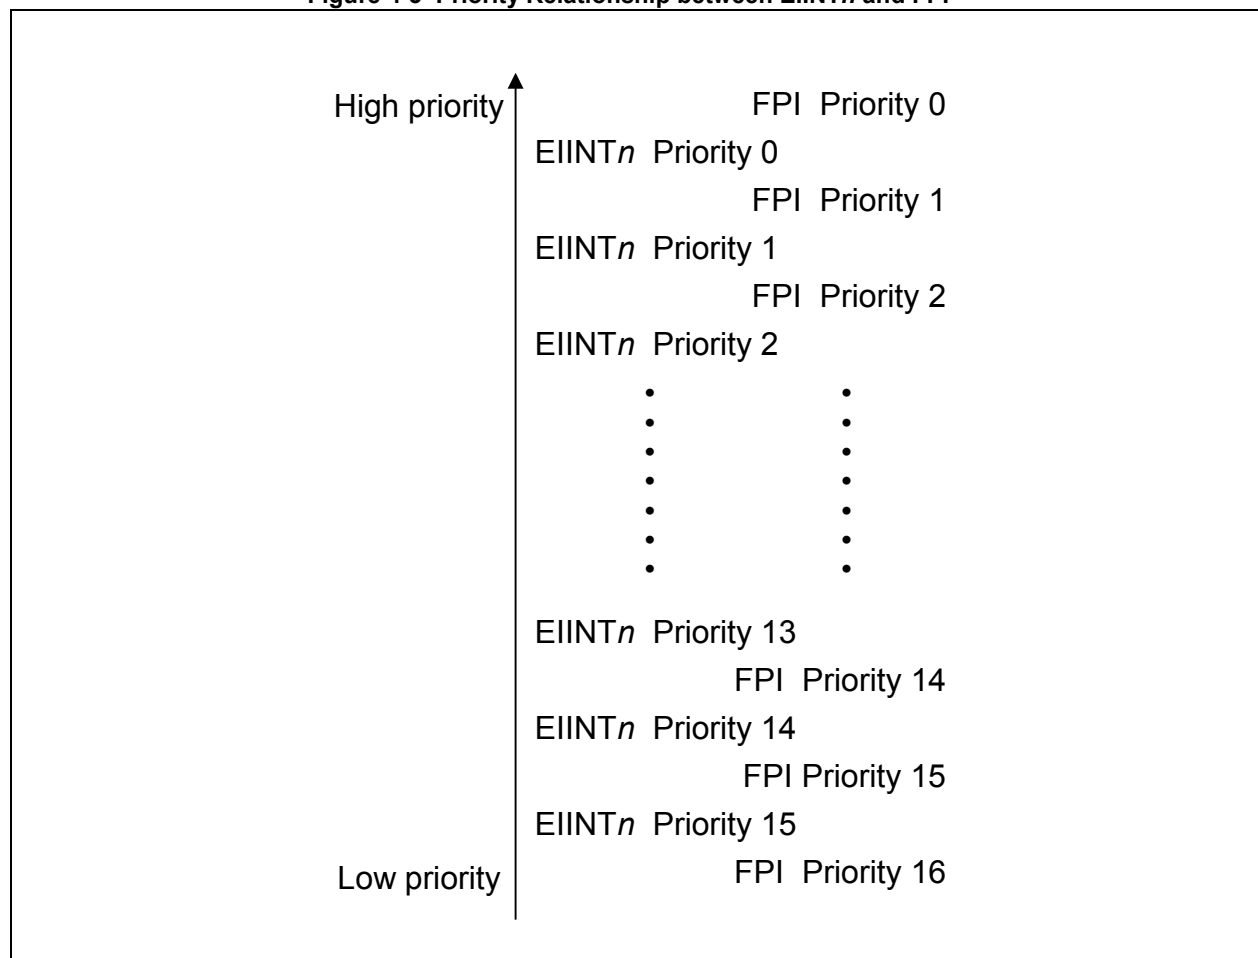 High priority
FPI Priority 0
EIINTn Priority 0
FPI Priority 1
EIINTn Priority 1
FPI Priority 2
EIINTn Priority 2
EIINTn Priority 13
FPI Priority 14
EIINTn Priority 14
FPI Priority 15
EIINTn Priority 15
Low priority
FPI Priority 16